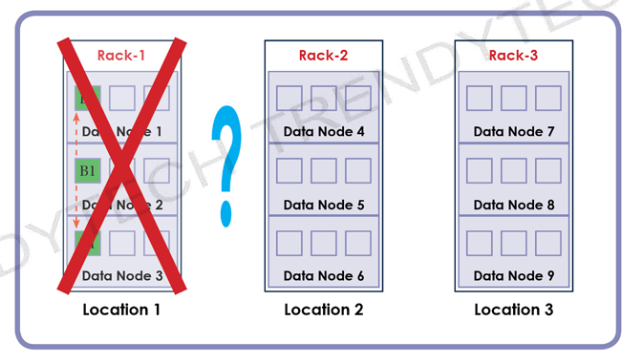 Rack-1
Rack-2
Rack-3
Data Node 1
Data Node 4
Data Node 7
B1
Data Node 2
Data Node 5
Data Node 8
Data Node 3
Data Node 6
Data Node 9
Location 1
Location 2
Location 3
?
DYTECH TRENDYTECH